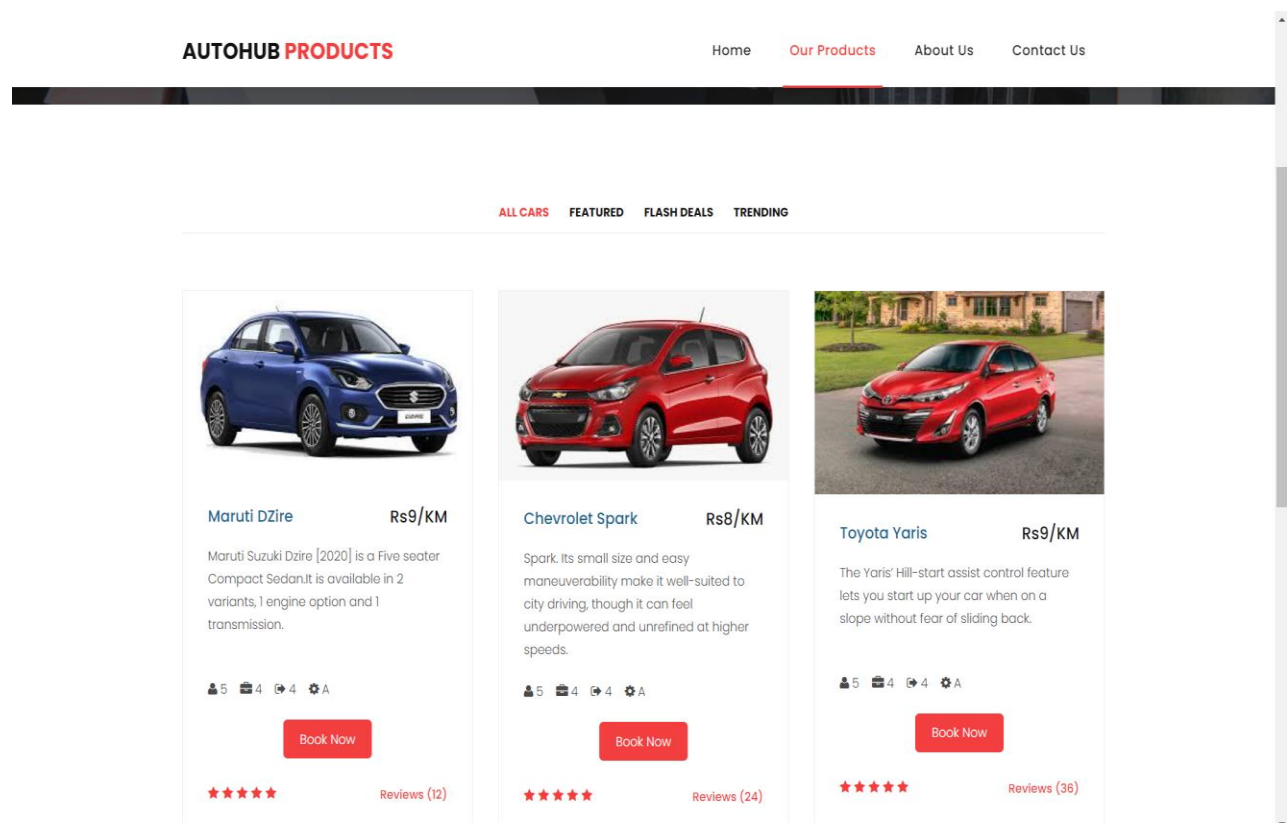 AUTOHUB PRODUCTS
Home Our Products About Us Contact Us
ALL CARS FEATURED FLASH DEALS TRENDING
DZIRE
Maruti DZire Rs9/KM
Maruti Suzuki Dzire [2020] is a Five seater
Compact Sedan.It is available in 2
variants, 1 engine option and 1
transmission.
5 4 4 A
Book Now
Reviews (12)
Chevrolet Spark Rs8/KM
Spark. Its small size and easy
maneuverability make it well-suited to
city driving, though it can feel
underpowered and unrefined at higher
speeds.
5 4 4 A
Book Now
Reviews (24)
Toyota Yaris Rs9/KM
The Yaris’ Hill-start assist control feature
lets you start up your car when on a
slope without fear of sliding back.
5 4 4 A
Book Now
Reviews (36)